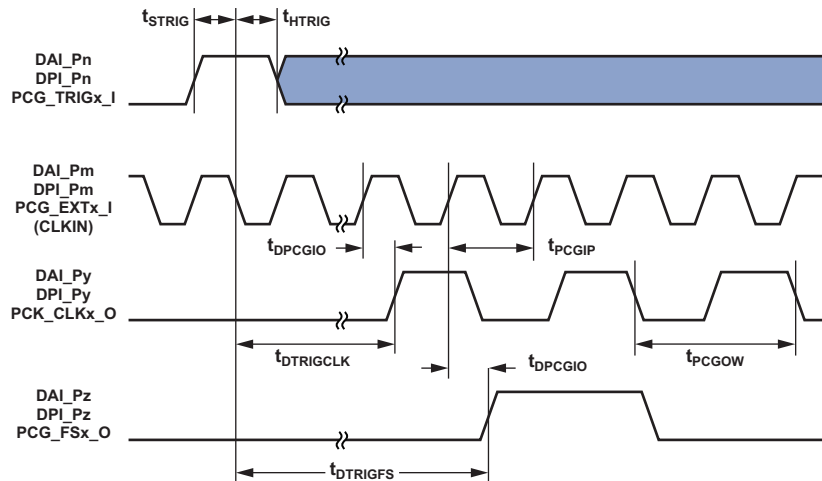 tSTRIG tHTRIG
DAI_Pn
DPI_Pn
PCG_TRIGx_I
DAI_Pm
DPI_Pm
PCG_EXTx_I
(CLKIN)
tDPCGIO tPCGIP
DAI_Py
DPI_Py
PCK_CLKx_O
tDTRIGCLK tDPCGIO tPCGOW
DAI_Pz
DPI_Pz
PCG_FSx_O
tDTRIGFS